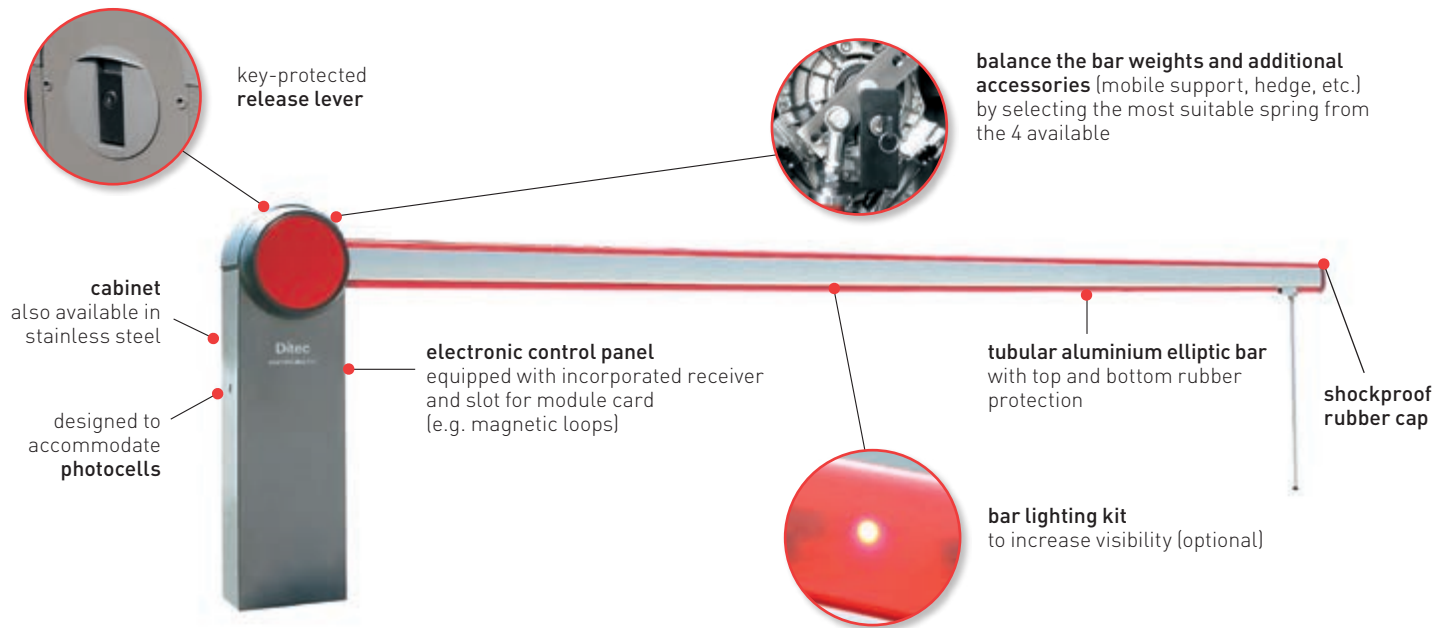 key-protected
release lever
balance the bar weights and additional
accessories (mobile support, hedge, etc.)
by selecting the most suitable spring from
the 4 available
cabinet
also available in
stainless steel
Ditec
electronic control panel
equipped with incorporated receiver
and slot for module card
(e.g. magnetic loops)
tubular aluminium elliptic bar
with top and bottom rubber
protection
shockproof
rubber cap
designed to
accommodate
photocells
bar lighting kit
to increase visibility (optional)